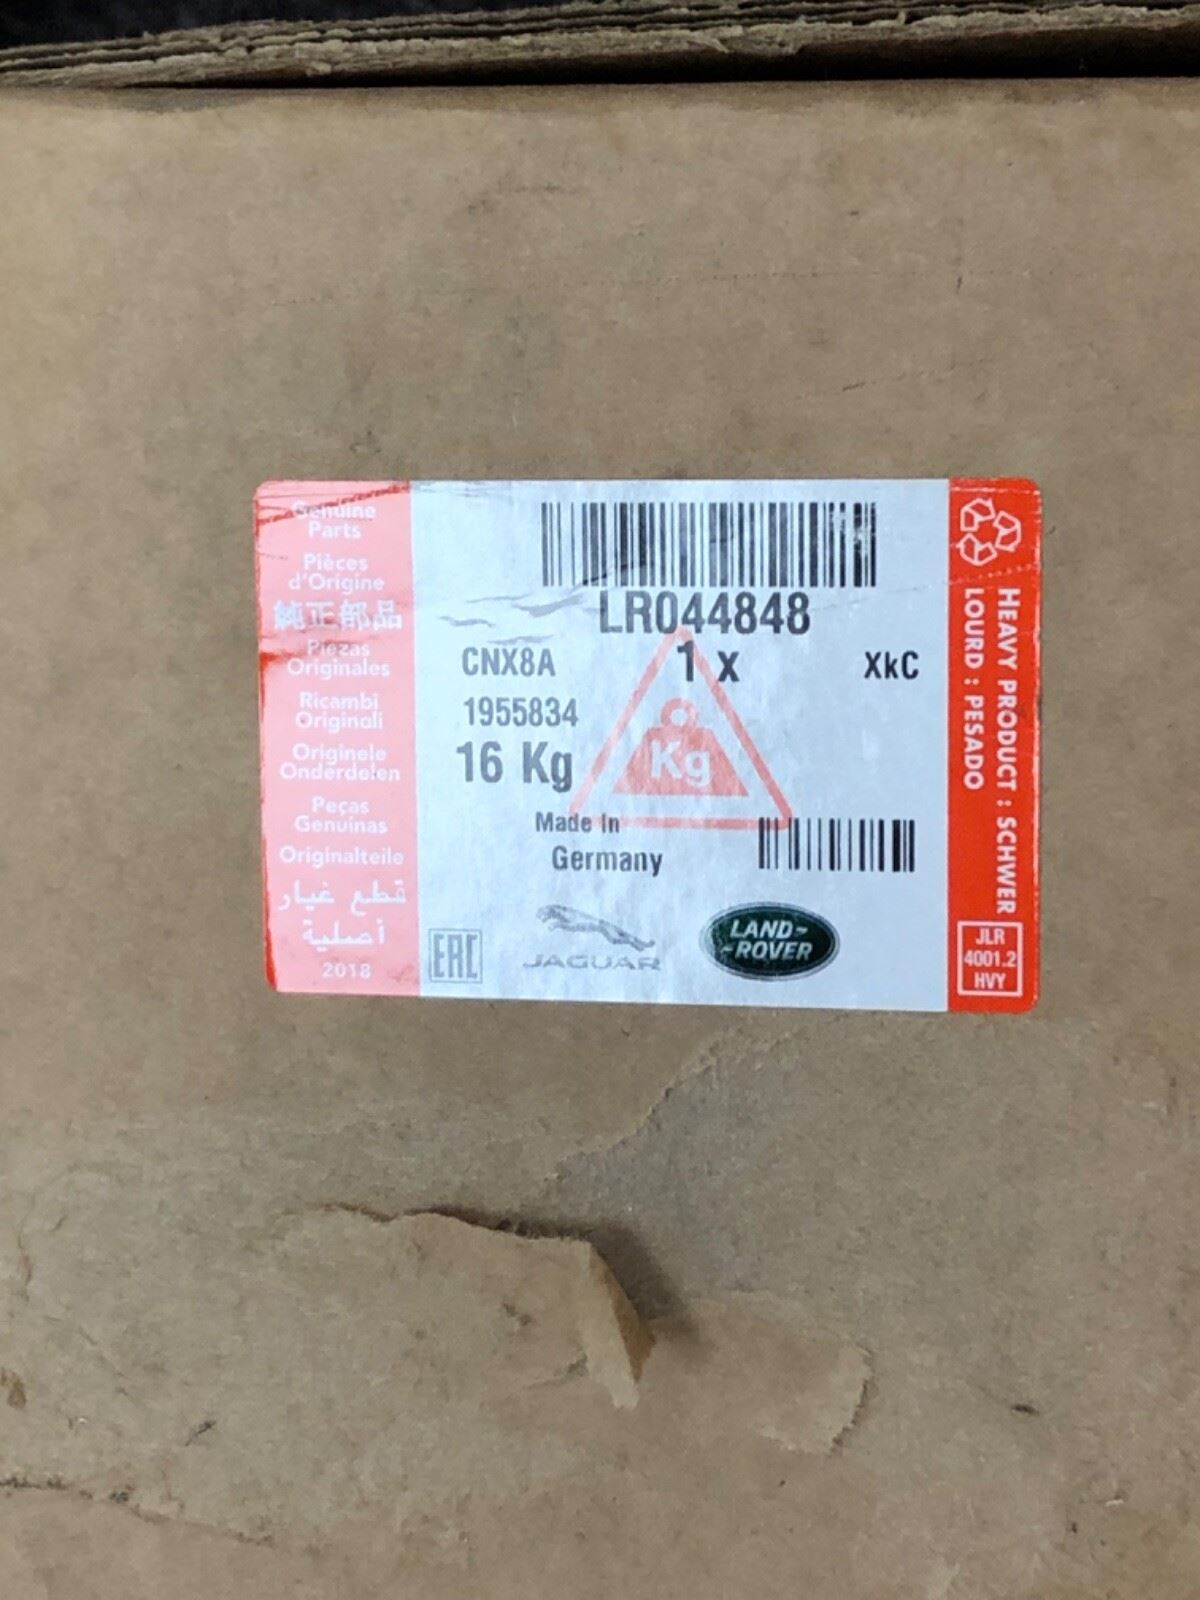 Genuine
Parts
Pièces
d'Origine
純正部品
Piezas
Originales
Ricambi
Originali
Originele
Onderdelen
Peças
Genuinas
Originalteile
قطع غيار
أصلية
2018
LR044848
CNX8A
1 x
XkC
1955834
16 Kg
Kg
Made In
Germany
EAC
JAGUAR
LAND-
-ROVER
HEAVY PRODUCT : SCHWER
LOURD : PESADO
JLR
4001.2
HVY